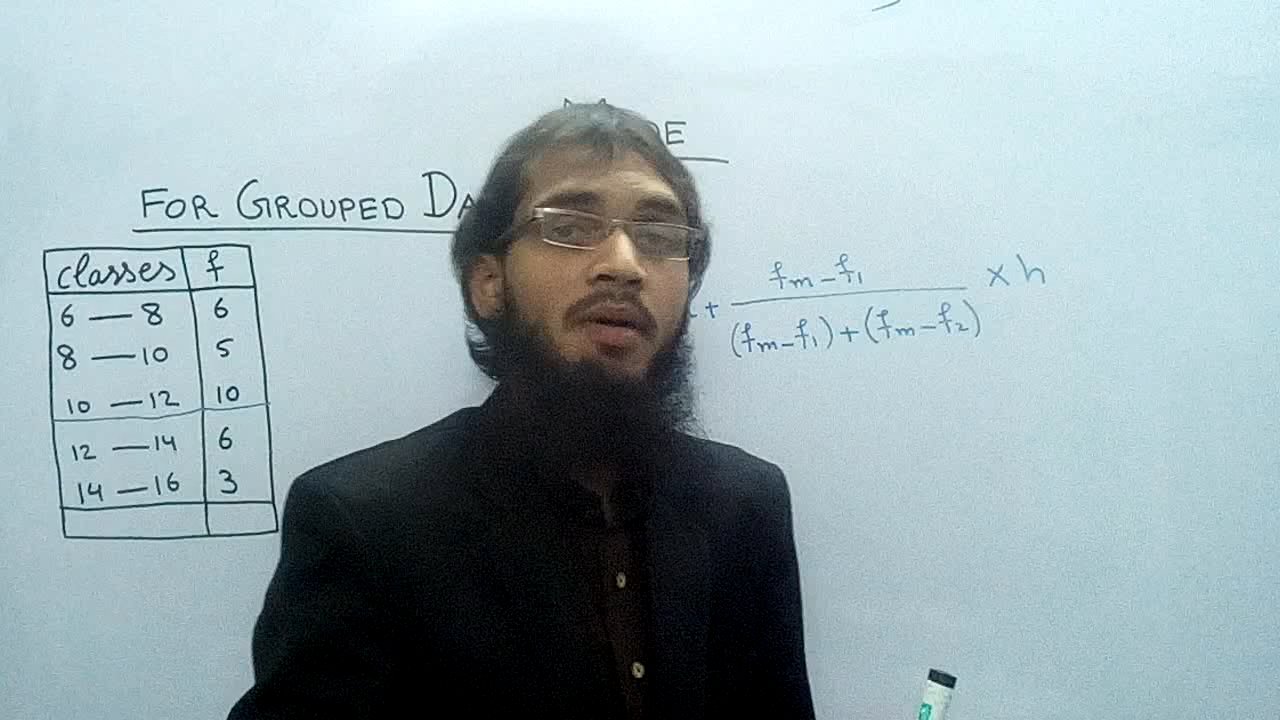 FOR GROUPED
classes f
6 — 8 6
8 — 10 5
10 — 12 10
12 — 14 6
14 — 16 3
+ fm - f1 / (fm - f1) + (fm - f2) × h